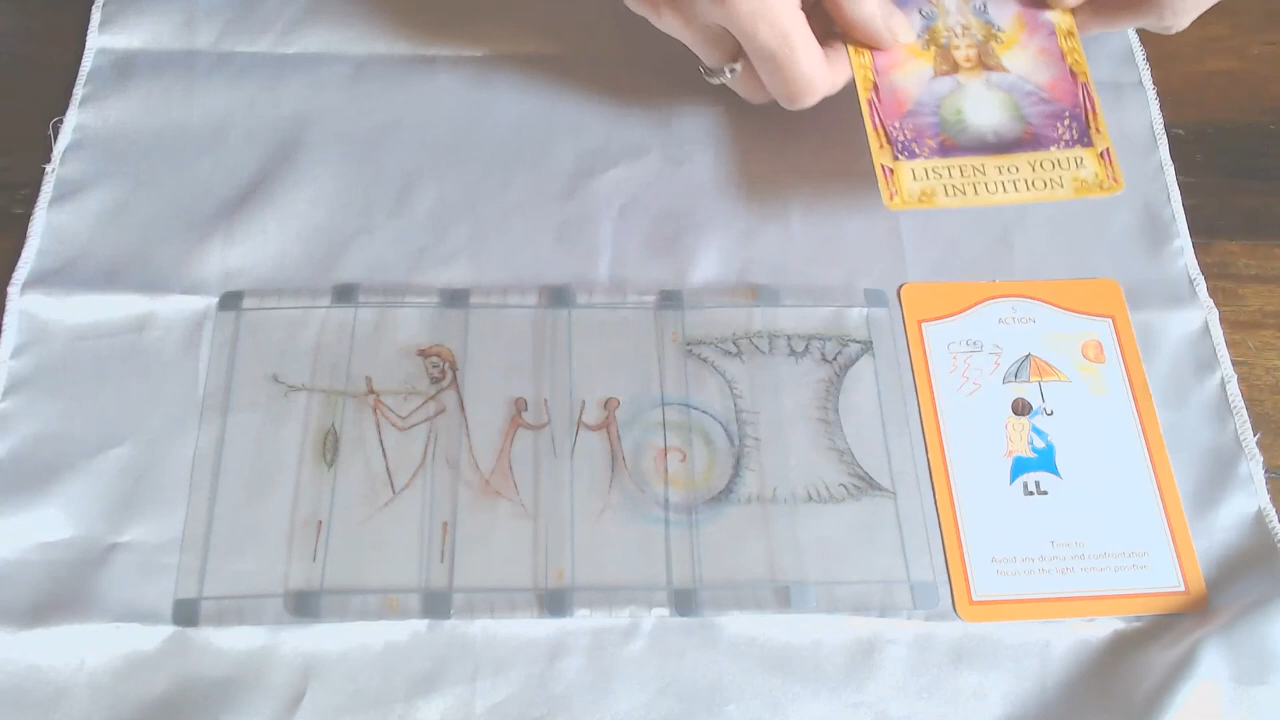 LISTEN TO YOUR
INTUITION
5
ACTION
Time to
Avoid any drama and confrontation
focus on the light, remain positive